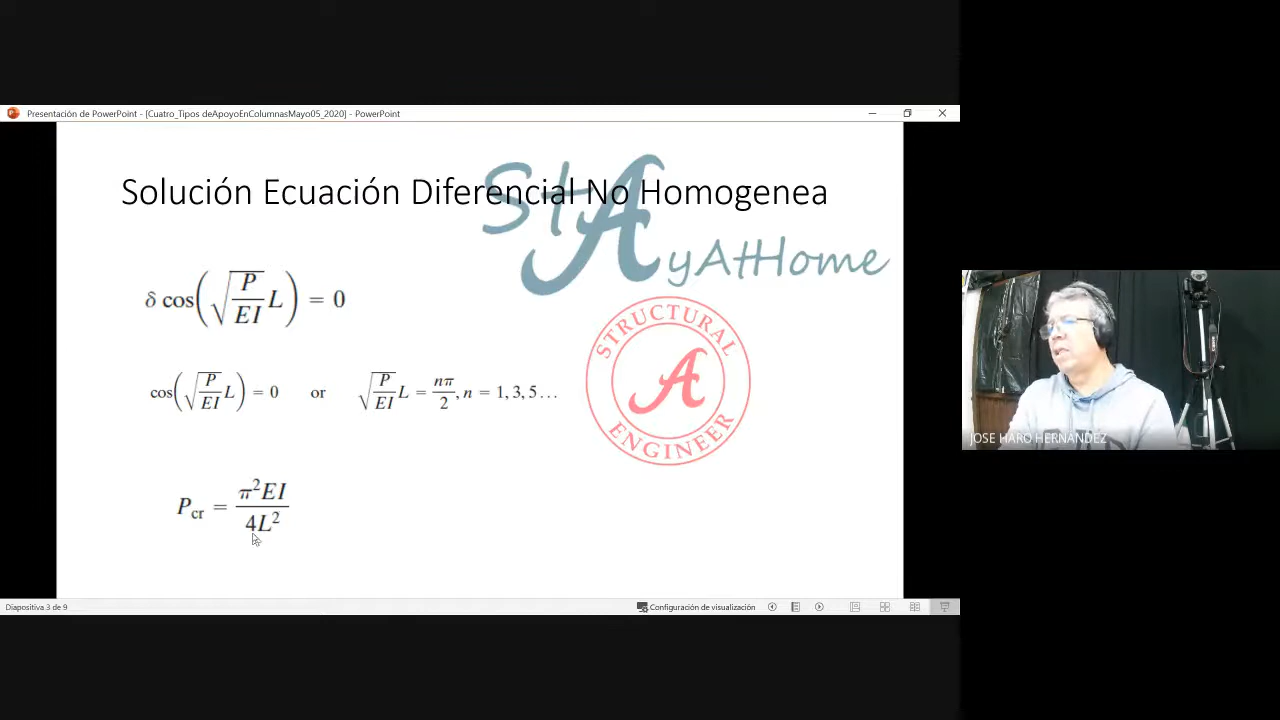 Presentación de PowerPoint - [Cuatro_Tipos deApoyoEnColumnasMayo05_2020] - PowerPoint
StAyAtHome
Solución Ecuación Diferencial No Homogenea
δ cos(√(P/EI) L) = 0
STRUCTURAL
A
ENGINEER
cos(√(P/EI) L) = 0 or √(P/EI) L = nπ/2, n = 1, 3, 5 . . .
P_cr = π²EI/4L²
JOSE HARO HERNANDEZ
Diapositiva 3 de 9
Configuración de visualización